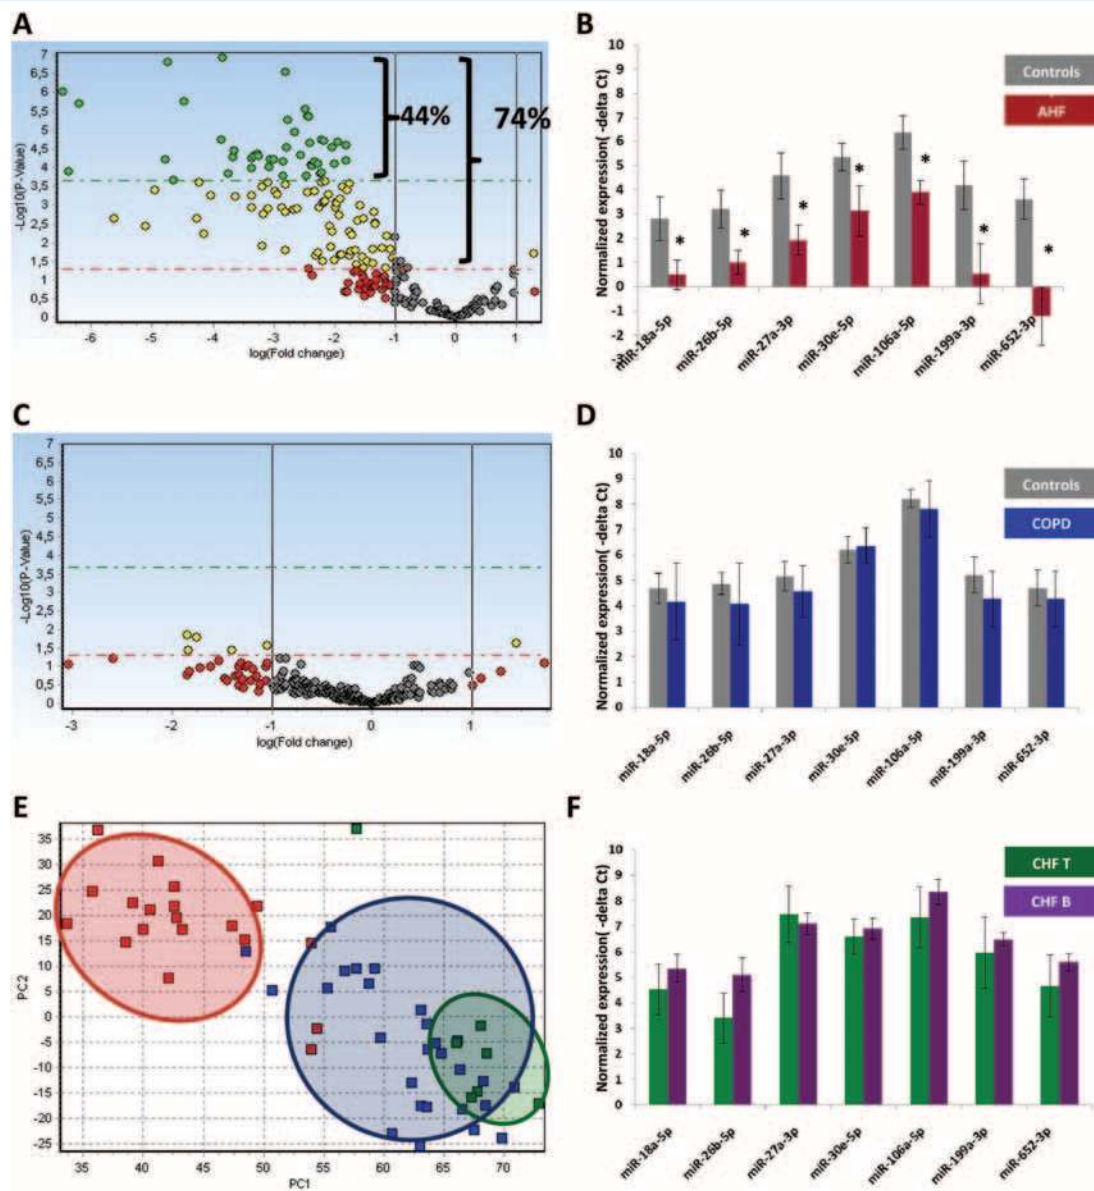 A
7
6,5
6
5,5
5
4,5
4
3,5
3
2,5
2
1,5
1
0,5
0
-Log10(P-Value)
44%
74%
-6 -5 -4 -3 -2 -1 0 1
log(Fold change)
B
10
9
8
7
6
5
4
3
2
1
0
-1
-2
Normalized expression( -delta Ct)
Controls
AHF
* * * * * * *
miR-18a-5p
miR-26b-5p
miR-27a-3p
miR-30e-5p
miR-106a-5p
miR-199a-3p
miR-652-3p
C
7
6,5
6
5,5
5
4,5
4
3,5
3
2,5
2
1,5
1
0,5
0
-Log10(P-Value)
-3 -2 -1 0 1
log(Fold change)
D
10
9
8
7
6
5
4
3
2
1
0
Normalized expression( -delta Ct)
Controls
COPD
miR-18a-5p
miR-26b-5p
miR-27a-3p
miR-30e-5p
miR-106a-5p
miR-199a-3p
miR-652-3p
E
35
30
25
20
15
10
5
0
-5
-10
-15
-20
-25
PC2
35 40 45 50 55 60 65 70
PC1
F
10
9
8
7
6
5
4
3
2
1
0
Normalized expression( -delta Ct)
CHF T
CHF B
miR-18a-5p
miR-26b-5p
miR-27a-3p
miR-30e-5p
miR-106a-5p
miR-199a-3p
miR-652-3p